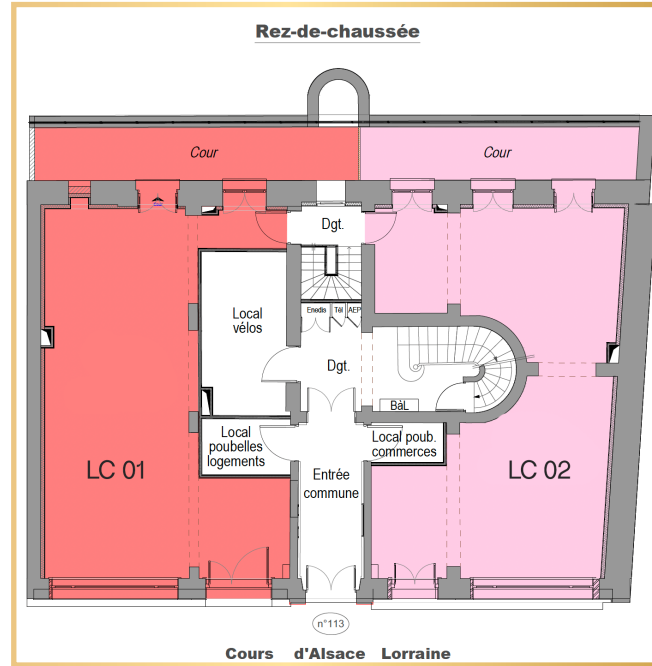 Rez-de-chaussée
Cour
Cour
Dgt.
Enedis
Tél
AEP
Local
vélos
Dgt.
BàL
Local
poubelles
logements
Local poub.
commerces
LC 01
Entrée
commune
LC 02
n°113
Cours d'Alsace Lorraine